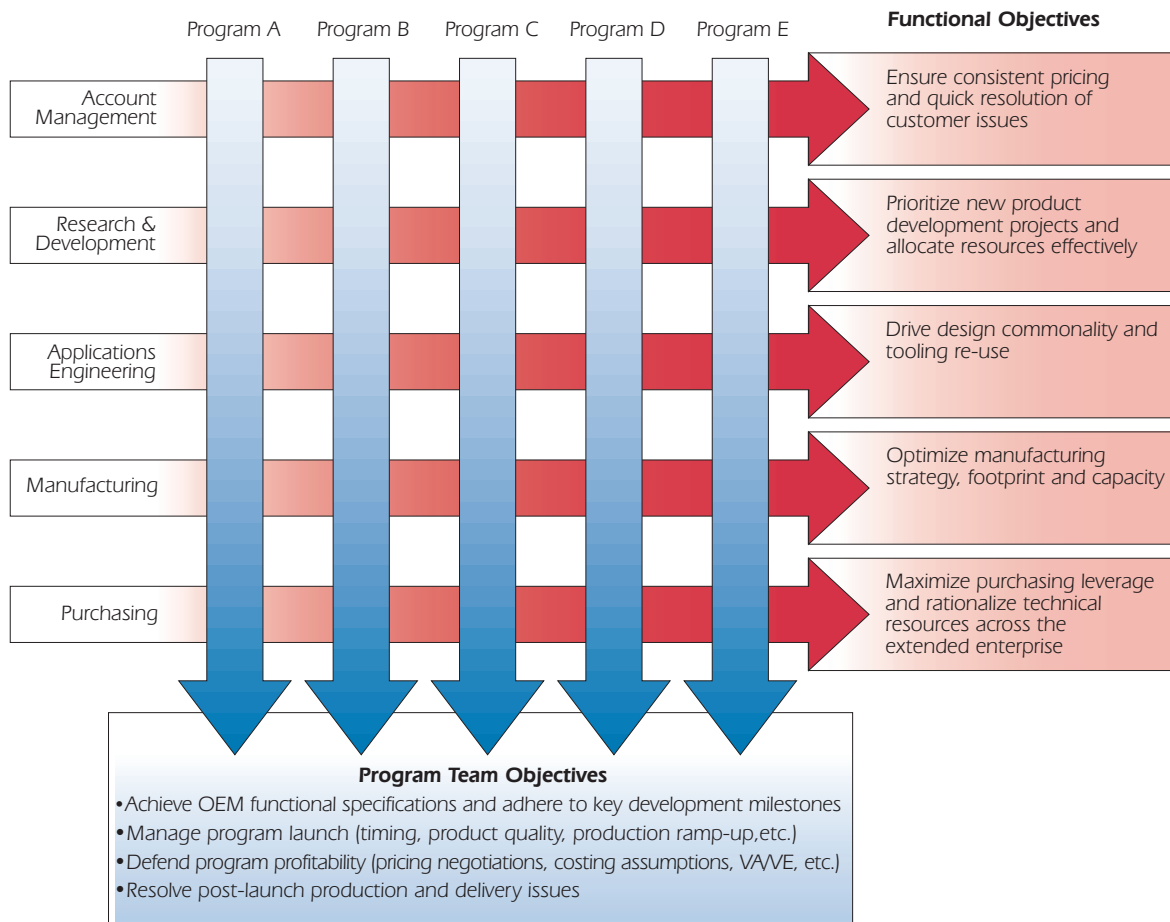 Program A
Program B
Program C
Program D
Program E
Functional Objectives
Account
Management
Ensure consistent pricing
and quick resolution of
customer issues
Research &
Development
Prioritize new product
development projects and
allocate resources effectively
Applications
Engineering
Drive design commonality and
tooling re-use
Manufacturing
Optimize manufacturing
strategy, footprint and capacity
Purchasing
Maximize purchasing leverage
and rationalize technical
resources across the
extended enterprise
Program Team Objectives
•Achieve OEM functional specifications and adhere to key development milestones
•Manage program launch (timing, product quality, production ramp-up,etc.)
•Defend program profitability (pricing negotiations, costing assumptions, VA/VE, etc.)
•Resolve post-launch production and delivery issues